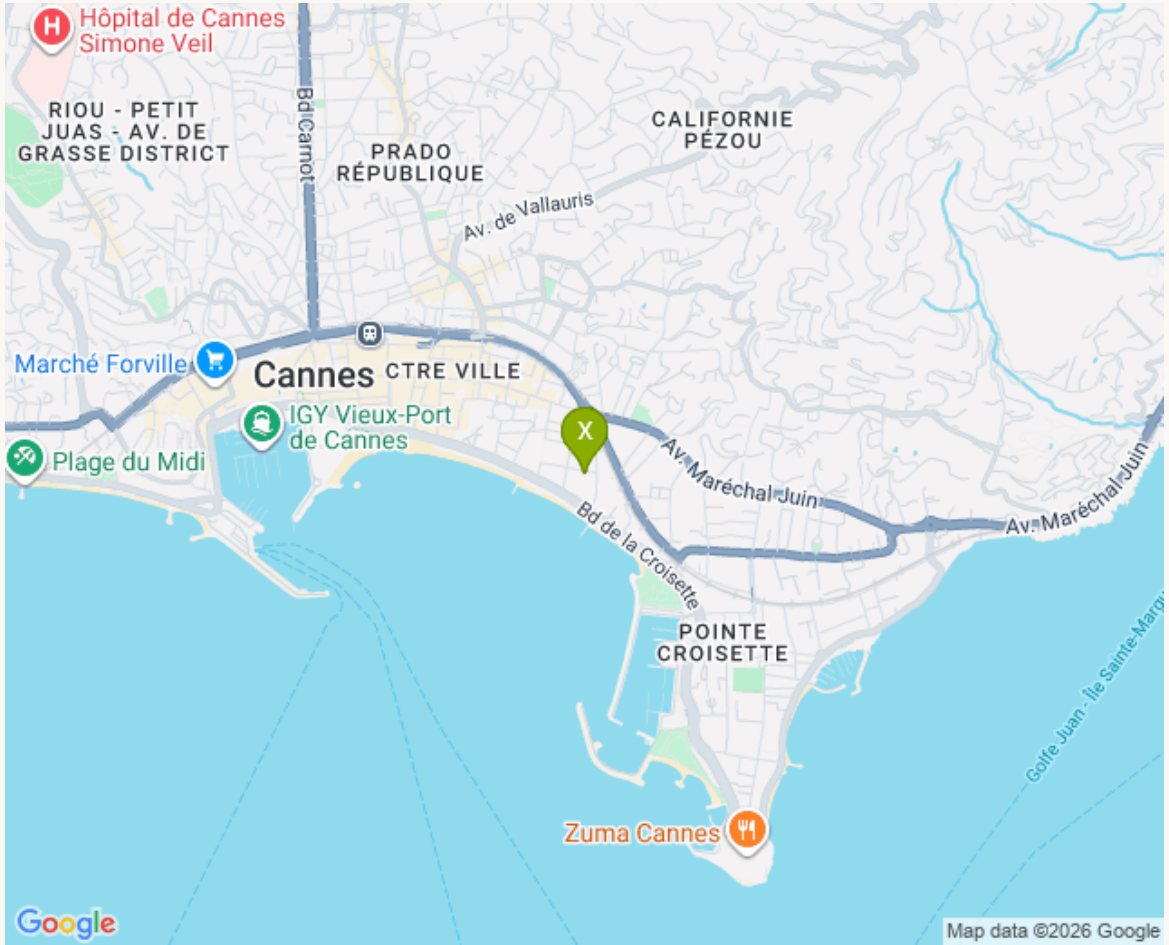 Hôpital de Cannes
Simone Veil
RIOU - PETIT
JUAS - AV. DE
GRASSE DISTRICT
Bd Carnot
PRADO
RÉPUBLIQUE
CALIFORNIE
PÉZOU
Av. de Vallauris
Marché Forville
Cannes
CTRE VILLE
IGY Vieux-Port
de Cannes
X
Plage du Midi
Av. Maréchal Juin
Av. Maréchal Juin
Bd de la Croisette
POINTE
CROISETTE
Golfe Juan - Île Sainte-Margu
Zuma Cannes
Google
Map data ©2026 Google